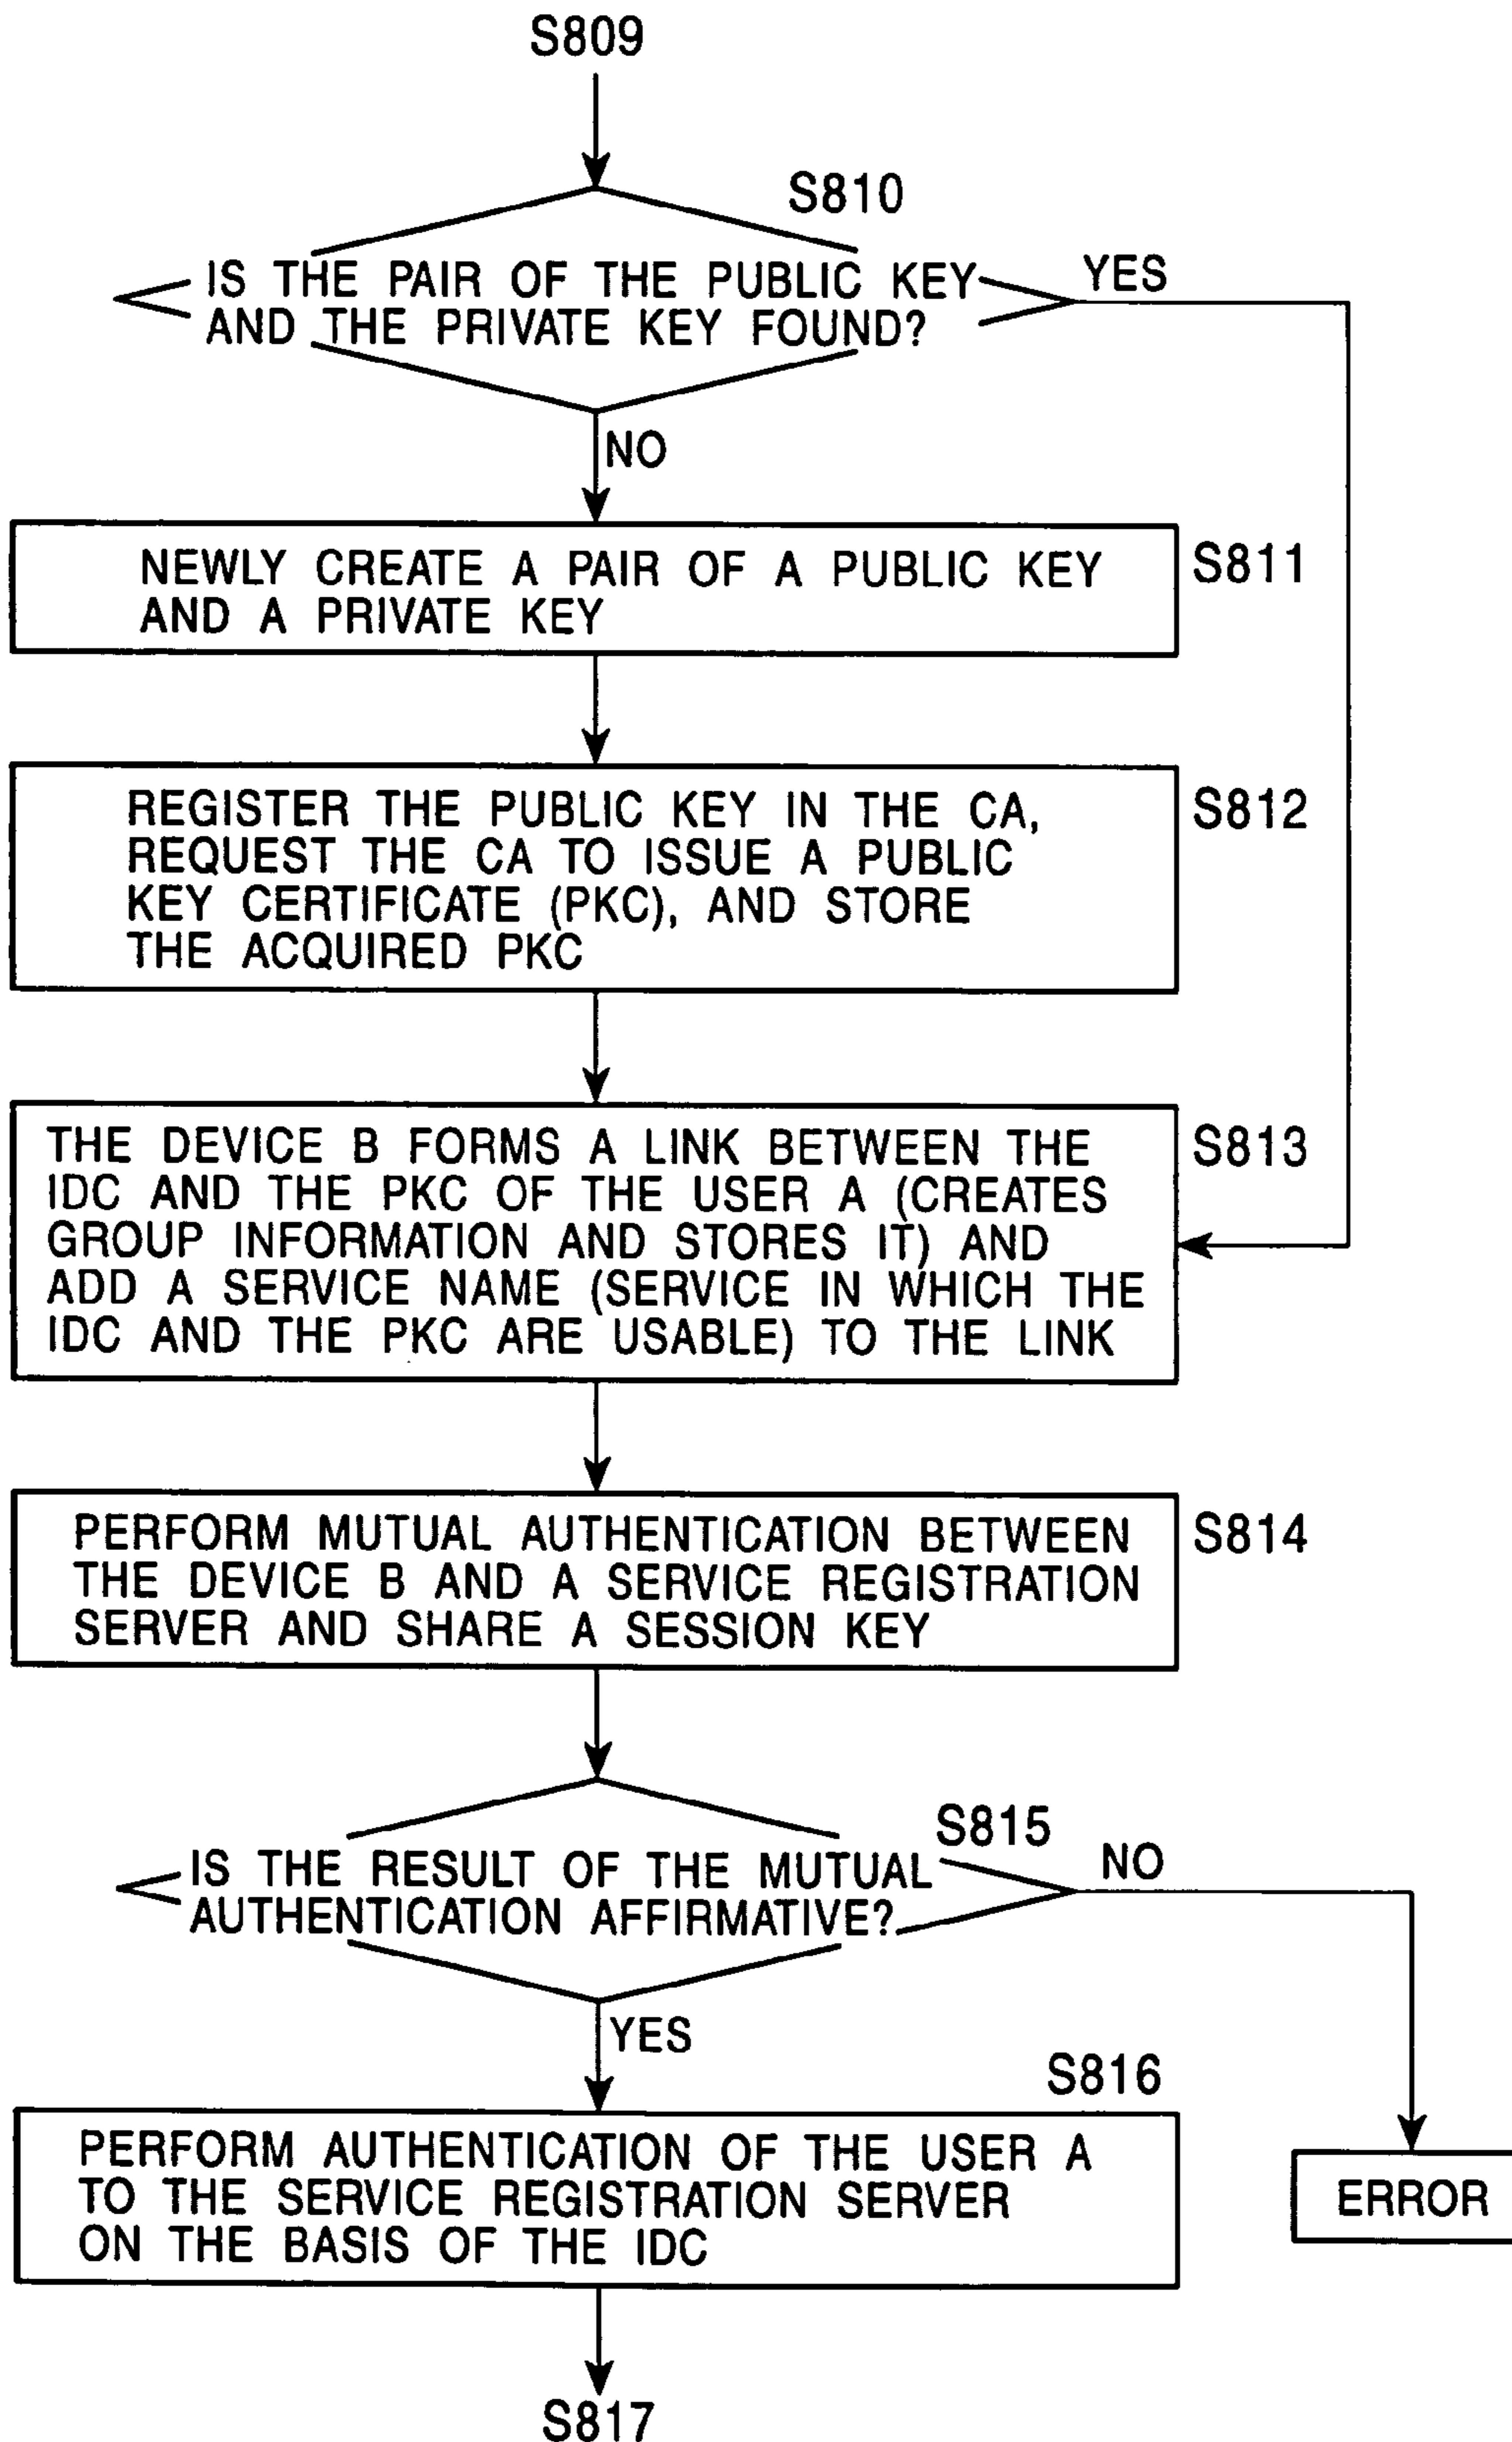 S809
S810
IS THE PAIR OF THE PUBLIC KEY
AND THE PRIVATE KEY FOUND?
YES
NO
NEWLY CREATE A PAIR OF A PUBLIC KEY
AND A PRIVATE KEY
S811
REGISTER THE PUBLIC KEY IN THE CA,
REQUEST THE CA TO ISSUE A PUBLIC
KEY CERTIFICATE (PKC), AND STORE
THE ACQUIRED PKC
S812
THE DEVICE B FORMS A LINK BETWEEN THE
IDC AND THE PKC OF THE USER A (CREATES
GROUP INFORMATION AND STORES IT) AND
ADD A SERVICE NAME (SERVICE IN WHICH THE
IDC AND THE PKC ARE USABLE) TO THE LINK
S813
PERFORM MUTUAL AUTHENTICATION BETWEEN
THE DEVICE B AND A SERVICE REGISTRATION
SERVER AND SHARE A SESSION KEY
S814
S815
IS THE RESULT OF THE MUTUAL
AUTHENTICATION AFFIRMATIVE?
NO
YES
S816
PERFORM AUTHENTICATION OF THE USER A
TO THE SERVICE REGISTRATION SERVER
ON THE BASIS OF THE IDC
ERROR
S817